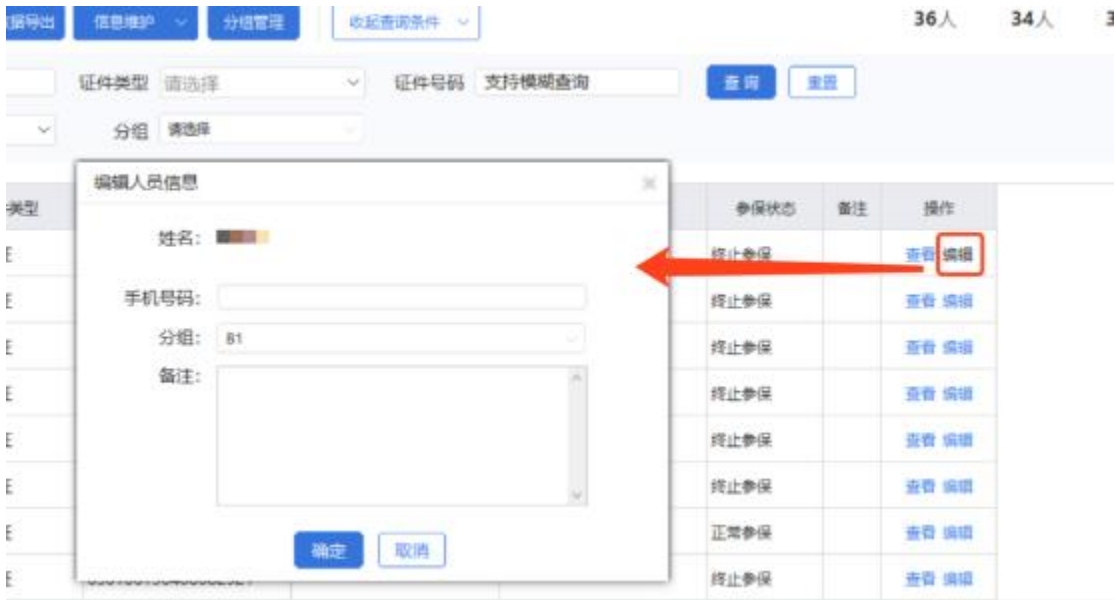 数据导出 信息维护 分组管理 收起查询条件 36人 34人
证件类型 请选择 证件号码 支持模糊查询 查询 重置
分组 请选择
编辑人员信息
类型 参保状态 备注 操作
姓名:
终止参保 查看 编辑
手机号码:
终止参保 查看 编辑
分组: B1
终止参保 查看 编辑
备注:
终止参保 查看 编辑
终止参保 查看 编辑
终止参保 查看 编辑
正常参保 查看 编辑
确定 取消
终止参保 查看 编辑